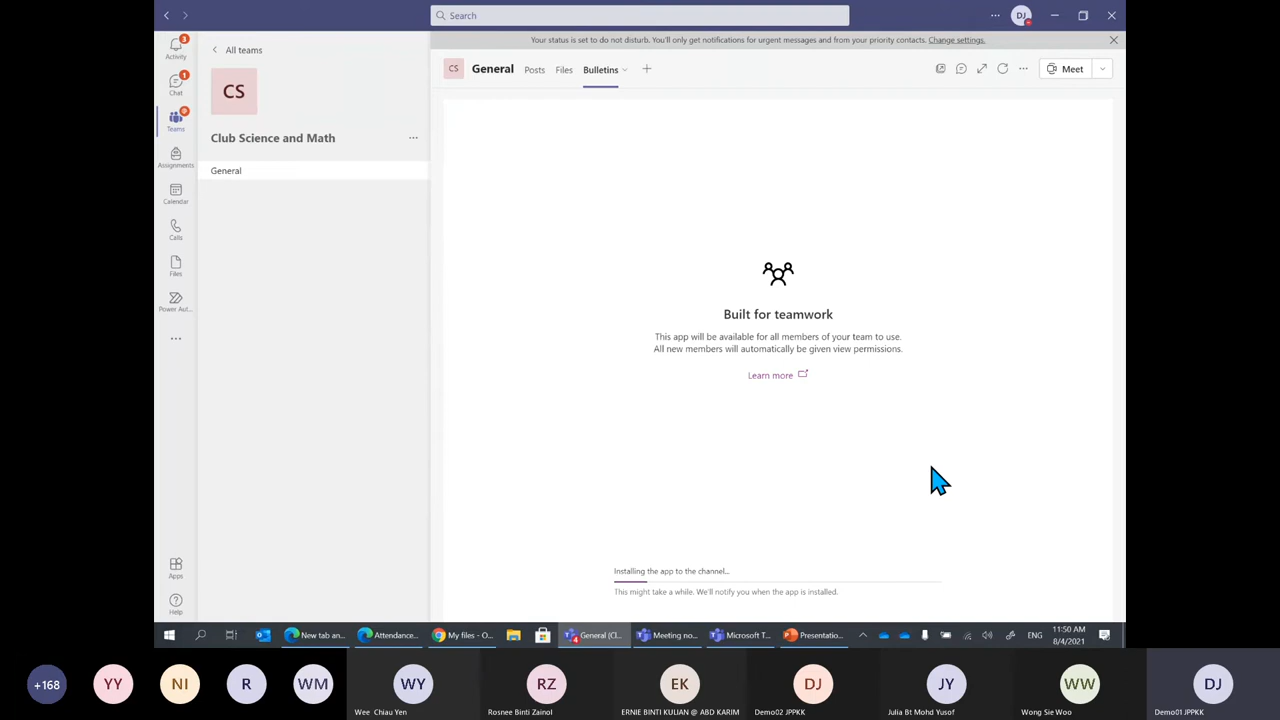 Search
DJ
Your status is set to do not disturb. You'll only get notifications for urgent messages and from your priority contacts. Change settings.
3
Activity
1
Chat
Teams
Assignments
Calendar
Calls
Files
Power Aut...
Apps
Help
All teams
CS
Club Science and Math
General
CS
General
Posts
Files
Bulletins
Meet
Built for teamwork
This app will be available for all members of your team to use.
All new members will automatically be given view permissions.
Learn more
Installing the app to the channel...
This might take a while. We'll notify you when the app is installed.
New tab an...
Attendance...
My files - O...
4
General (Cl...
Meeting no...
Microsoft T...
Presentatio...
ENG
11:50 AM
8/4/2021
+168
YY
NI
R
WM
WY
Wee Chiau Yen
RZ
Rosnee Binti Zainol
EK
ERNIE BINTI KULIAN @ ABD KARIM
DJ
Demo02 JPPKK
JY
Julia Bt Mohd Yusof
WW
Wong Sie Woo
DJ
Demo01 JPPKK